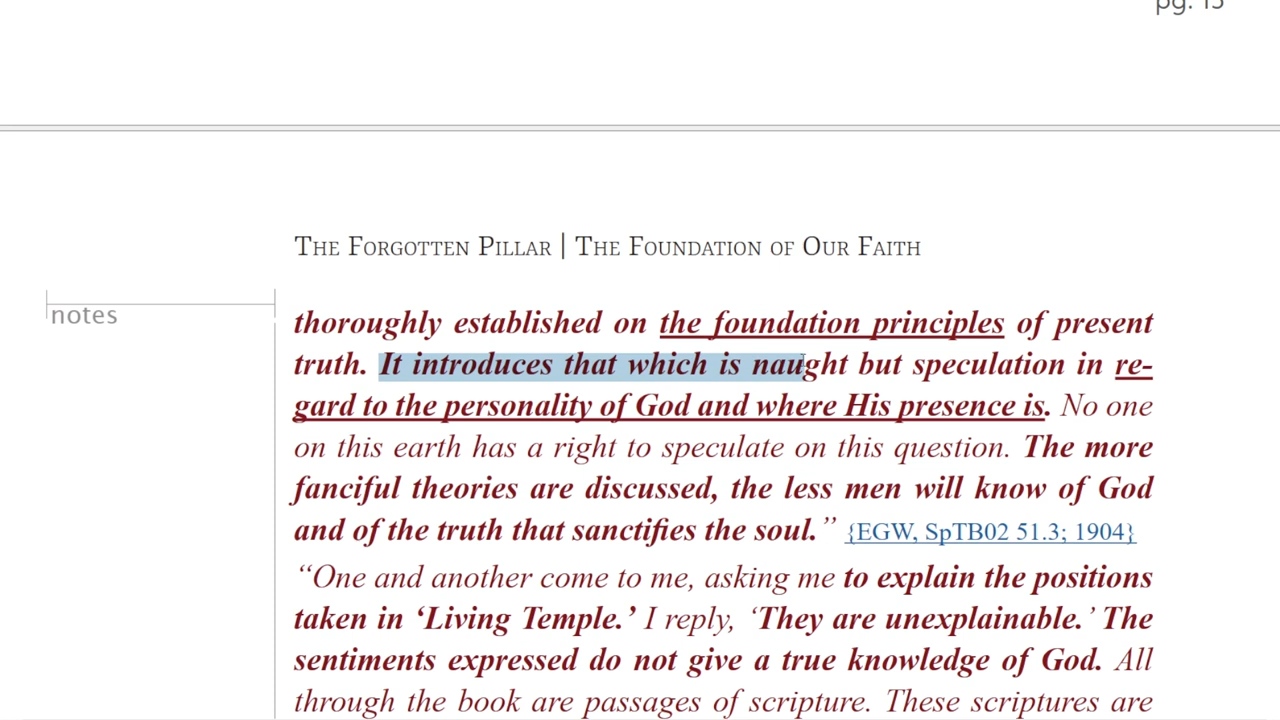 pg. 15
THE FORGOTTEN PILLAR | THE FOUNDATION OF OUR FAITH
notes
thoroughly established on the foundation principles of present
truth. It introduces that which is naught but speculation in re-
gard to the personality of God and where His presence is. No one
on this earth has a right to speculate on this question. The more
fanciful theories are discussed, the less men will know of God
and of the truth that sanctifies the soul.” {EGW, SpTB02 51.3; 1904}
“One and another come to me, asking me to explain the positions
taken in ‘Living Temple.’ I reply, ‘They are unexplainable.’ The
sentiments expressed do not give a true knowledge of God. All
through the book are passages of scripture. These scriptures are